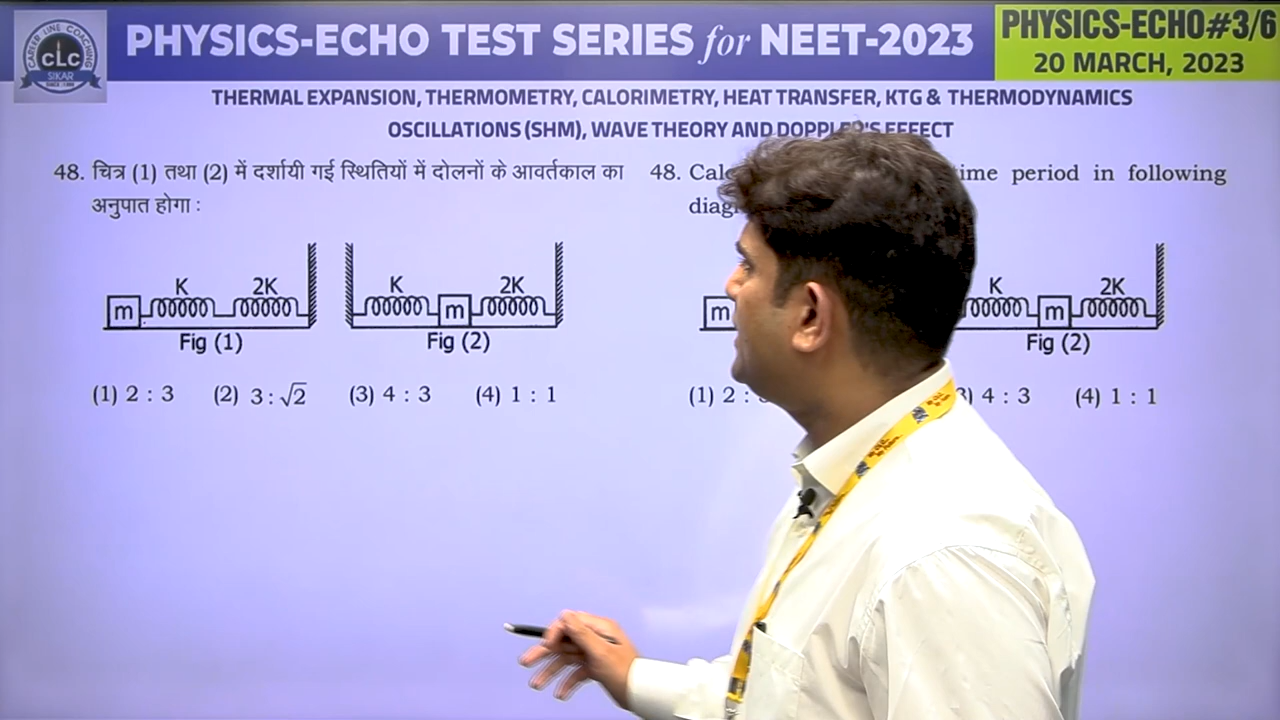 CAREER LINE COACHING
CLC
SIKAR
PHYSICS-ECHO TEST SERIES for NEET-2023
PHYSICS-ECHO#3/6
20 MARCH, 2023
THERMAL EXPANSION, THERMOMETRY, CALORIMETRY, HEAT TRANSFER, KTG & THERMODYNAMICS
OSCILLATIONS (SHM), WAVE THEORY AND DOPPLER'S EFFECT
48. चित्र (1) तथा (2) में दर्शायी गई स्थितियों में दोलनों के आवर्तकाल का
अनुपात होगा :
K 2K K 2K
m m
Fig (1) Fig (2)
(1) 2 : 3 (2) 3 : √2 (3) 4 : 3 (4) 1 : 1
48. time period in following
K 2K
m m
Fig (2)
(1) 2 : 4 : 3 (4) 1 : 1